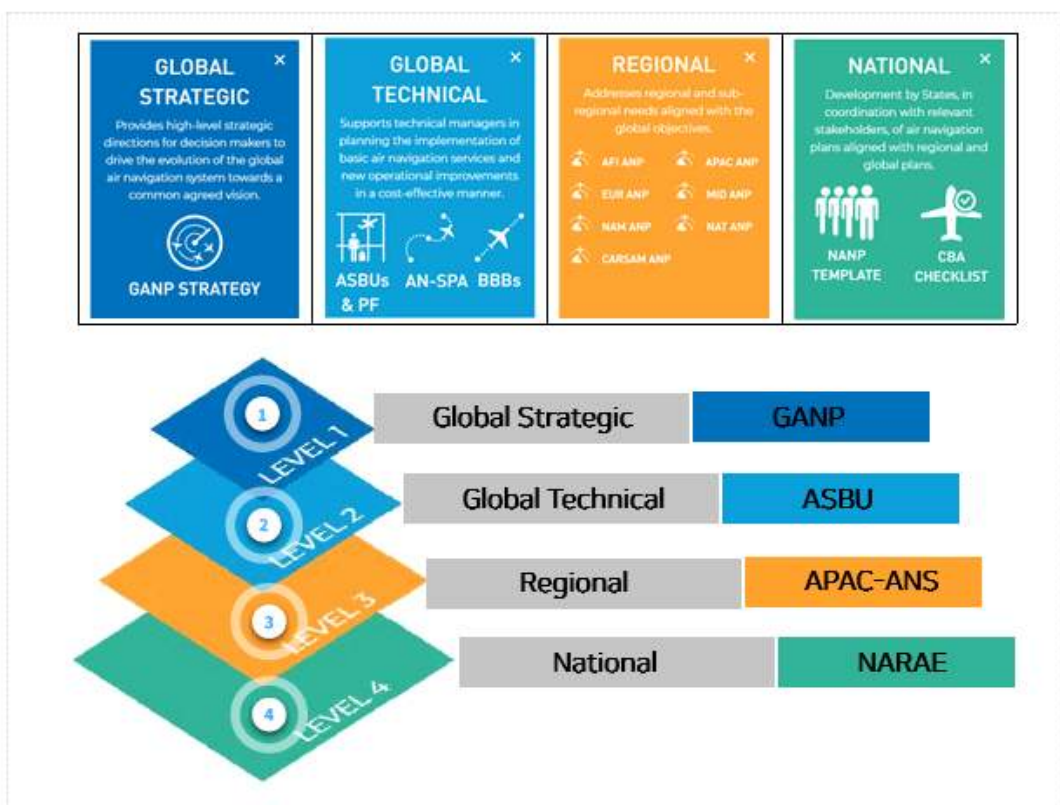 GLOBAL ×
STRATEGIC
Provides high-level strategic
directions for decision makers to
drive the evolution of the global
air navigation system towards a
common agreed vision.
GANP STRATEGY
GLOBAL ×
TECHNICAL
Supports technical managers in
planning the implementation of
basic air navigation services and
new operational improvements
in a cost-effective manner.
ASBUs AN-SPA BBBs
& PF
REGIONAL ×
Addresses regional and sub-
regional needs aligned with the
global objectives.
AFI ANP APAC ANP
EUR ANP MID ANP
NAM ANP NAT ANP
CARSAM ANP
NATIONAL ×
Development by States, in
coordination with relevant
stakeholders, of air navigation
plans aligned with regional and
global plans.
NANP CBA
TEMPLATE CHECKLIST
1 LEVEL 1 Global Strategic GANP
2 LEVEL 2 Global Technical ASBU
3 LEVEL 3 Regional APAC-ANS
4 LEVEL 4 National NARAE